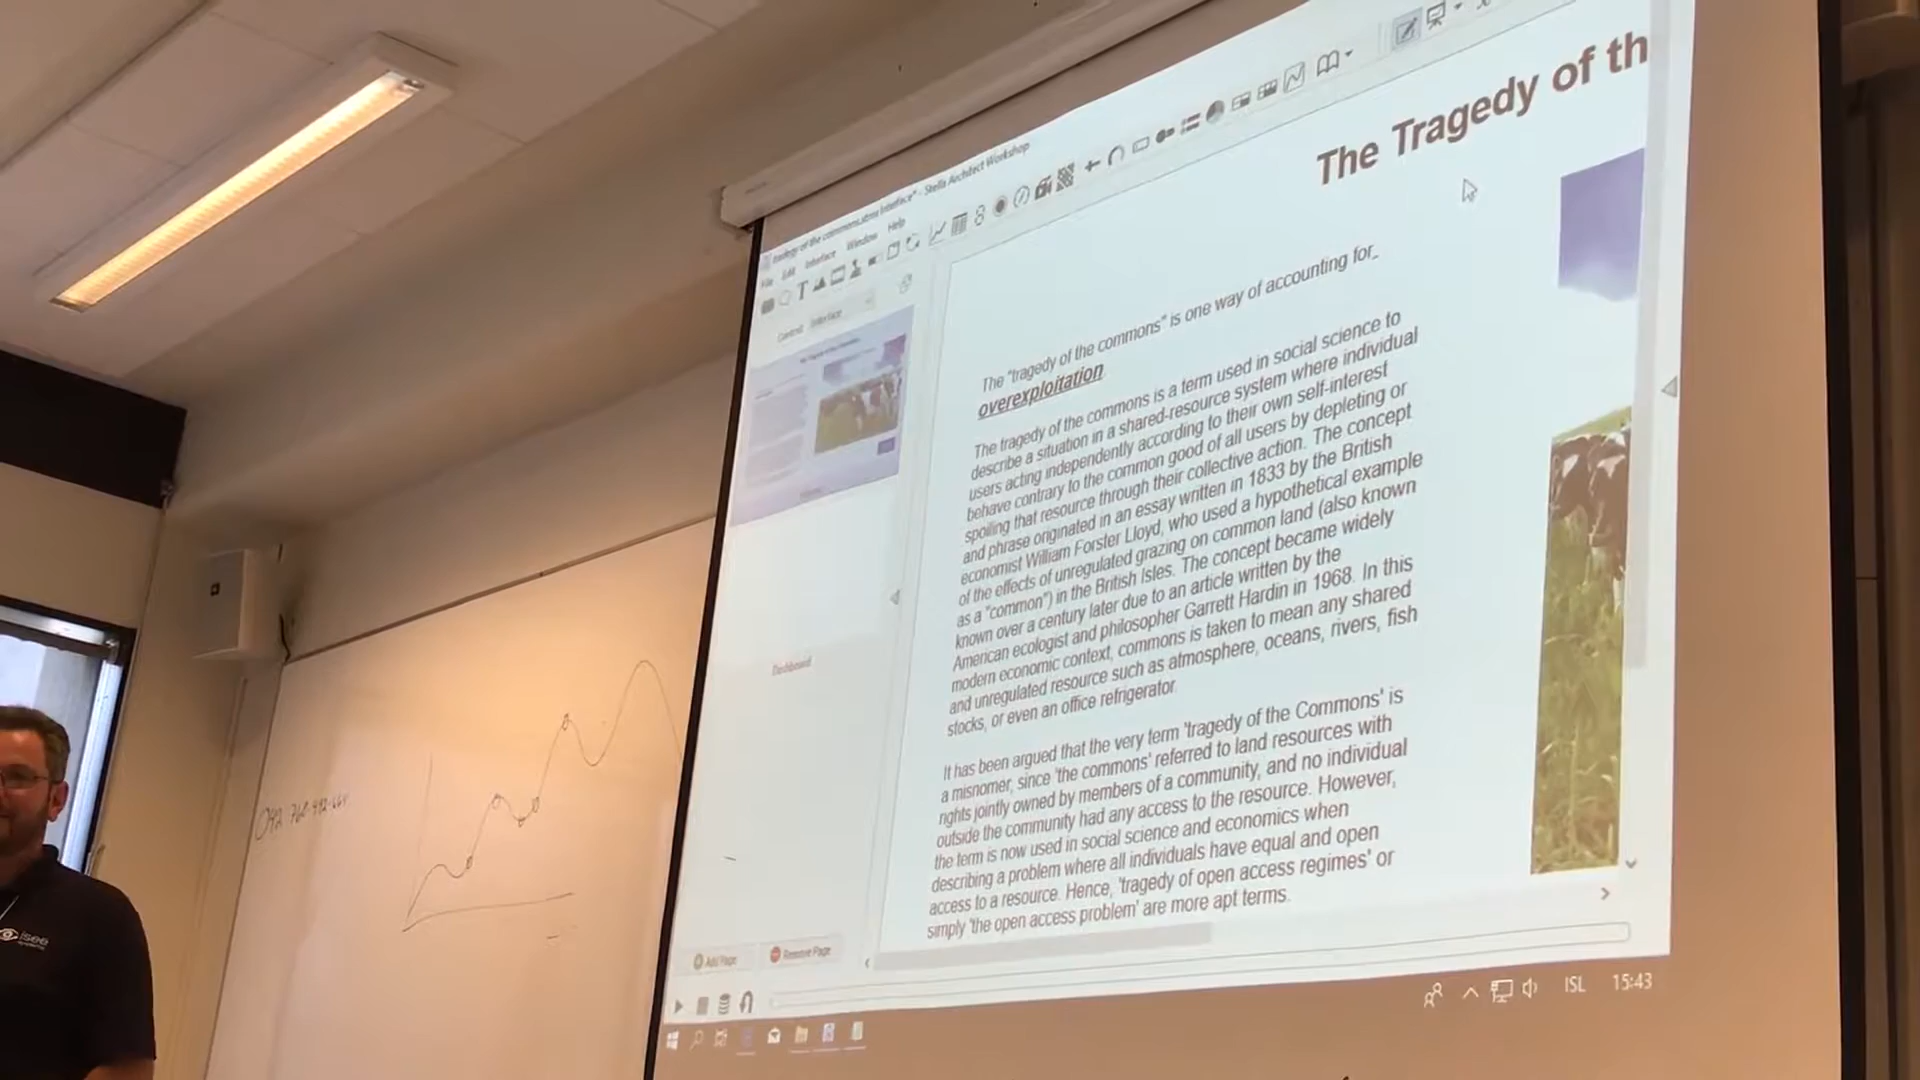 tragedy of the commons.stmx Interface* - Stella Architect Workshop
File Edit Interface Window Help
Control: Interface
The Tragedy of th
The "tragedy of the commons" is one way of accounting for
overexploitation
The tragedy of the commons is a term used in social science to
describe a situation in a shared-resource system where individual
users acting independently according to their own self-interest
behave contrary to the common good of all users by depleting or
spoiling that resource through their collective action. The concept
and phrase originated in an essay written in 1833 by the British
economist William Forster Lloyd, who used a hypothetical example
of the effects of unregulated grazing on common land (also known
as a "common") in the British Isles. The concept became widely
known over a century later due to an article written by the
American ecologist and philosopher Garrett Hardin in 1968. In this
modern economic context, commons is taken to mean any shared
and unregulated resource such as atmosphere, oceans, rivers, fish
stocks, or even an office refrigerator.
It has been argued that the very term 'tragedy of the Commons' is
a misnomer, since 'the commons' referred to land resources with
rights jointly owned by members of a community, and no individual
outside the community had any access to the resource. However,
the term is now used in social science and economics when
describing a problem where all individuals have equal and open
access to a resource. Hence, 'tragedy of open access regimes' or
simply 'the open access problem' are more apt terms.
Dashboard
Add Page Remove Page
ISL 15:43
isee
systems